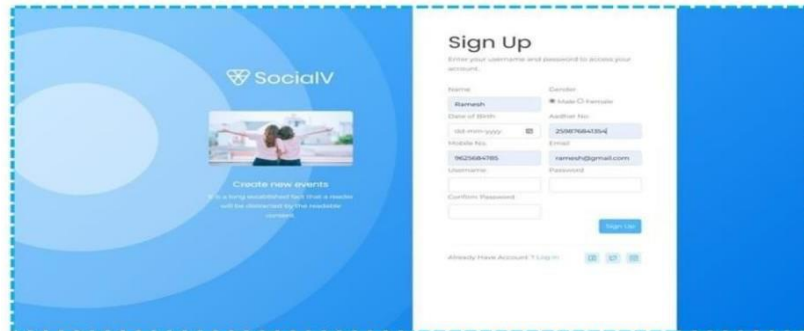 SocialV
Create new events
It is a long established fact that a reader
will be distracted by the readable
content.
Sign Up
Enter your username and password to access your
account.
Name Gender
Ramesh Male Female
Date of Birth Aadhar No
dd-mm-yyyy 259876841354
Mobile No. Email
9625684785 ramesh@gmail.com
Username Password
Confirm Password
Sign Up
Already Have Account ? Log In